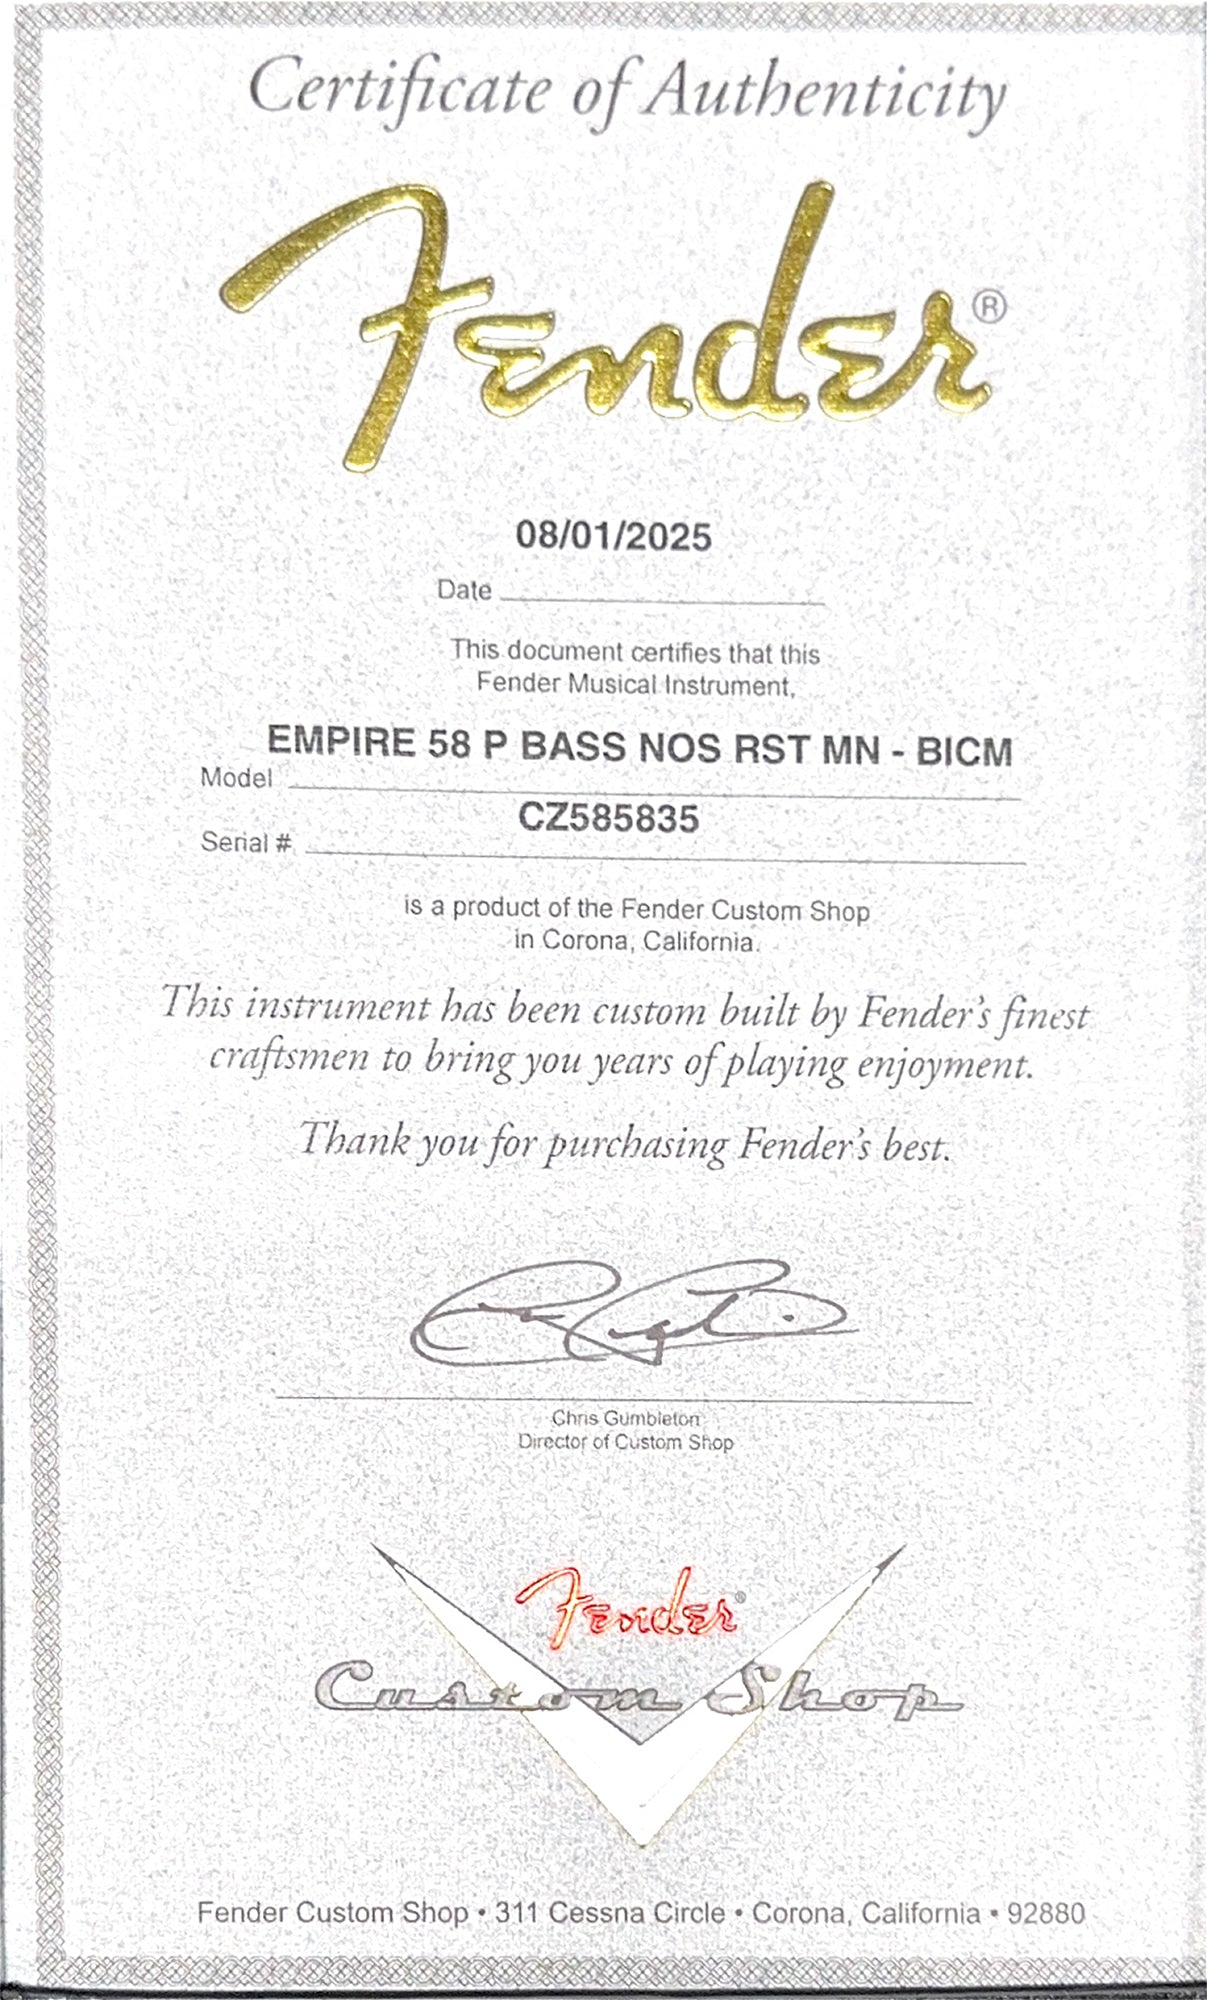 Certificate of Authenticity
Fender®
08/01/2025
Date
This document certifies that this
Fender Musical Instrument,
EMPIRE 58 P BASS NOS RST MN - BICM
Model
CZ585835
Serial #
is a product of the Fender Custom Shop
in Corona, California.
This instrument has been custom built by Fender's finest
craftsmen to bring you years of playing enjoyment.
Thank you for purchasing Fender's best.
Chris Gumbleton
Director of Custom Shop
Fender®
Custom Shop
Fender Custom Shop • 311 Cessna Circle • Corona, California • 92880